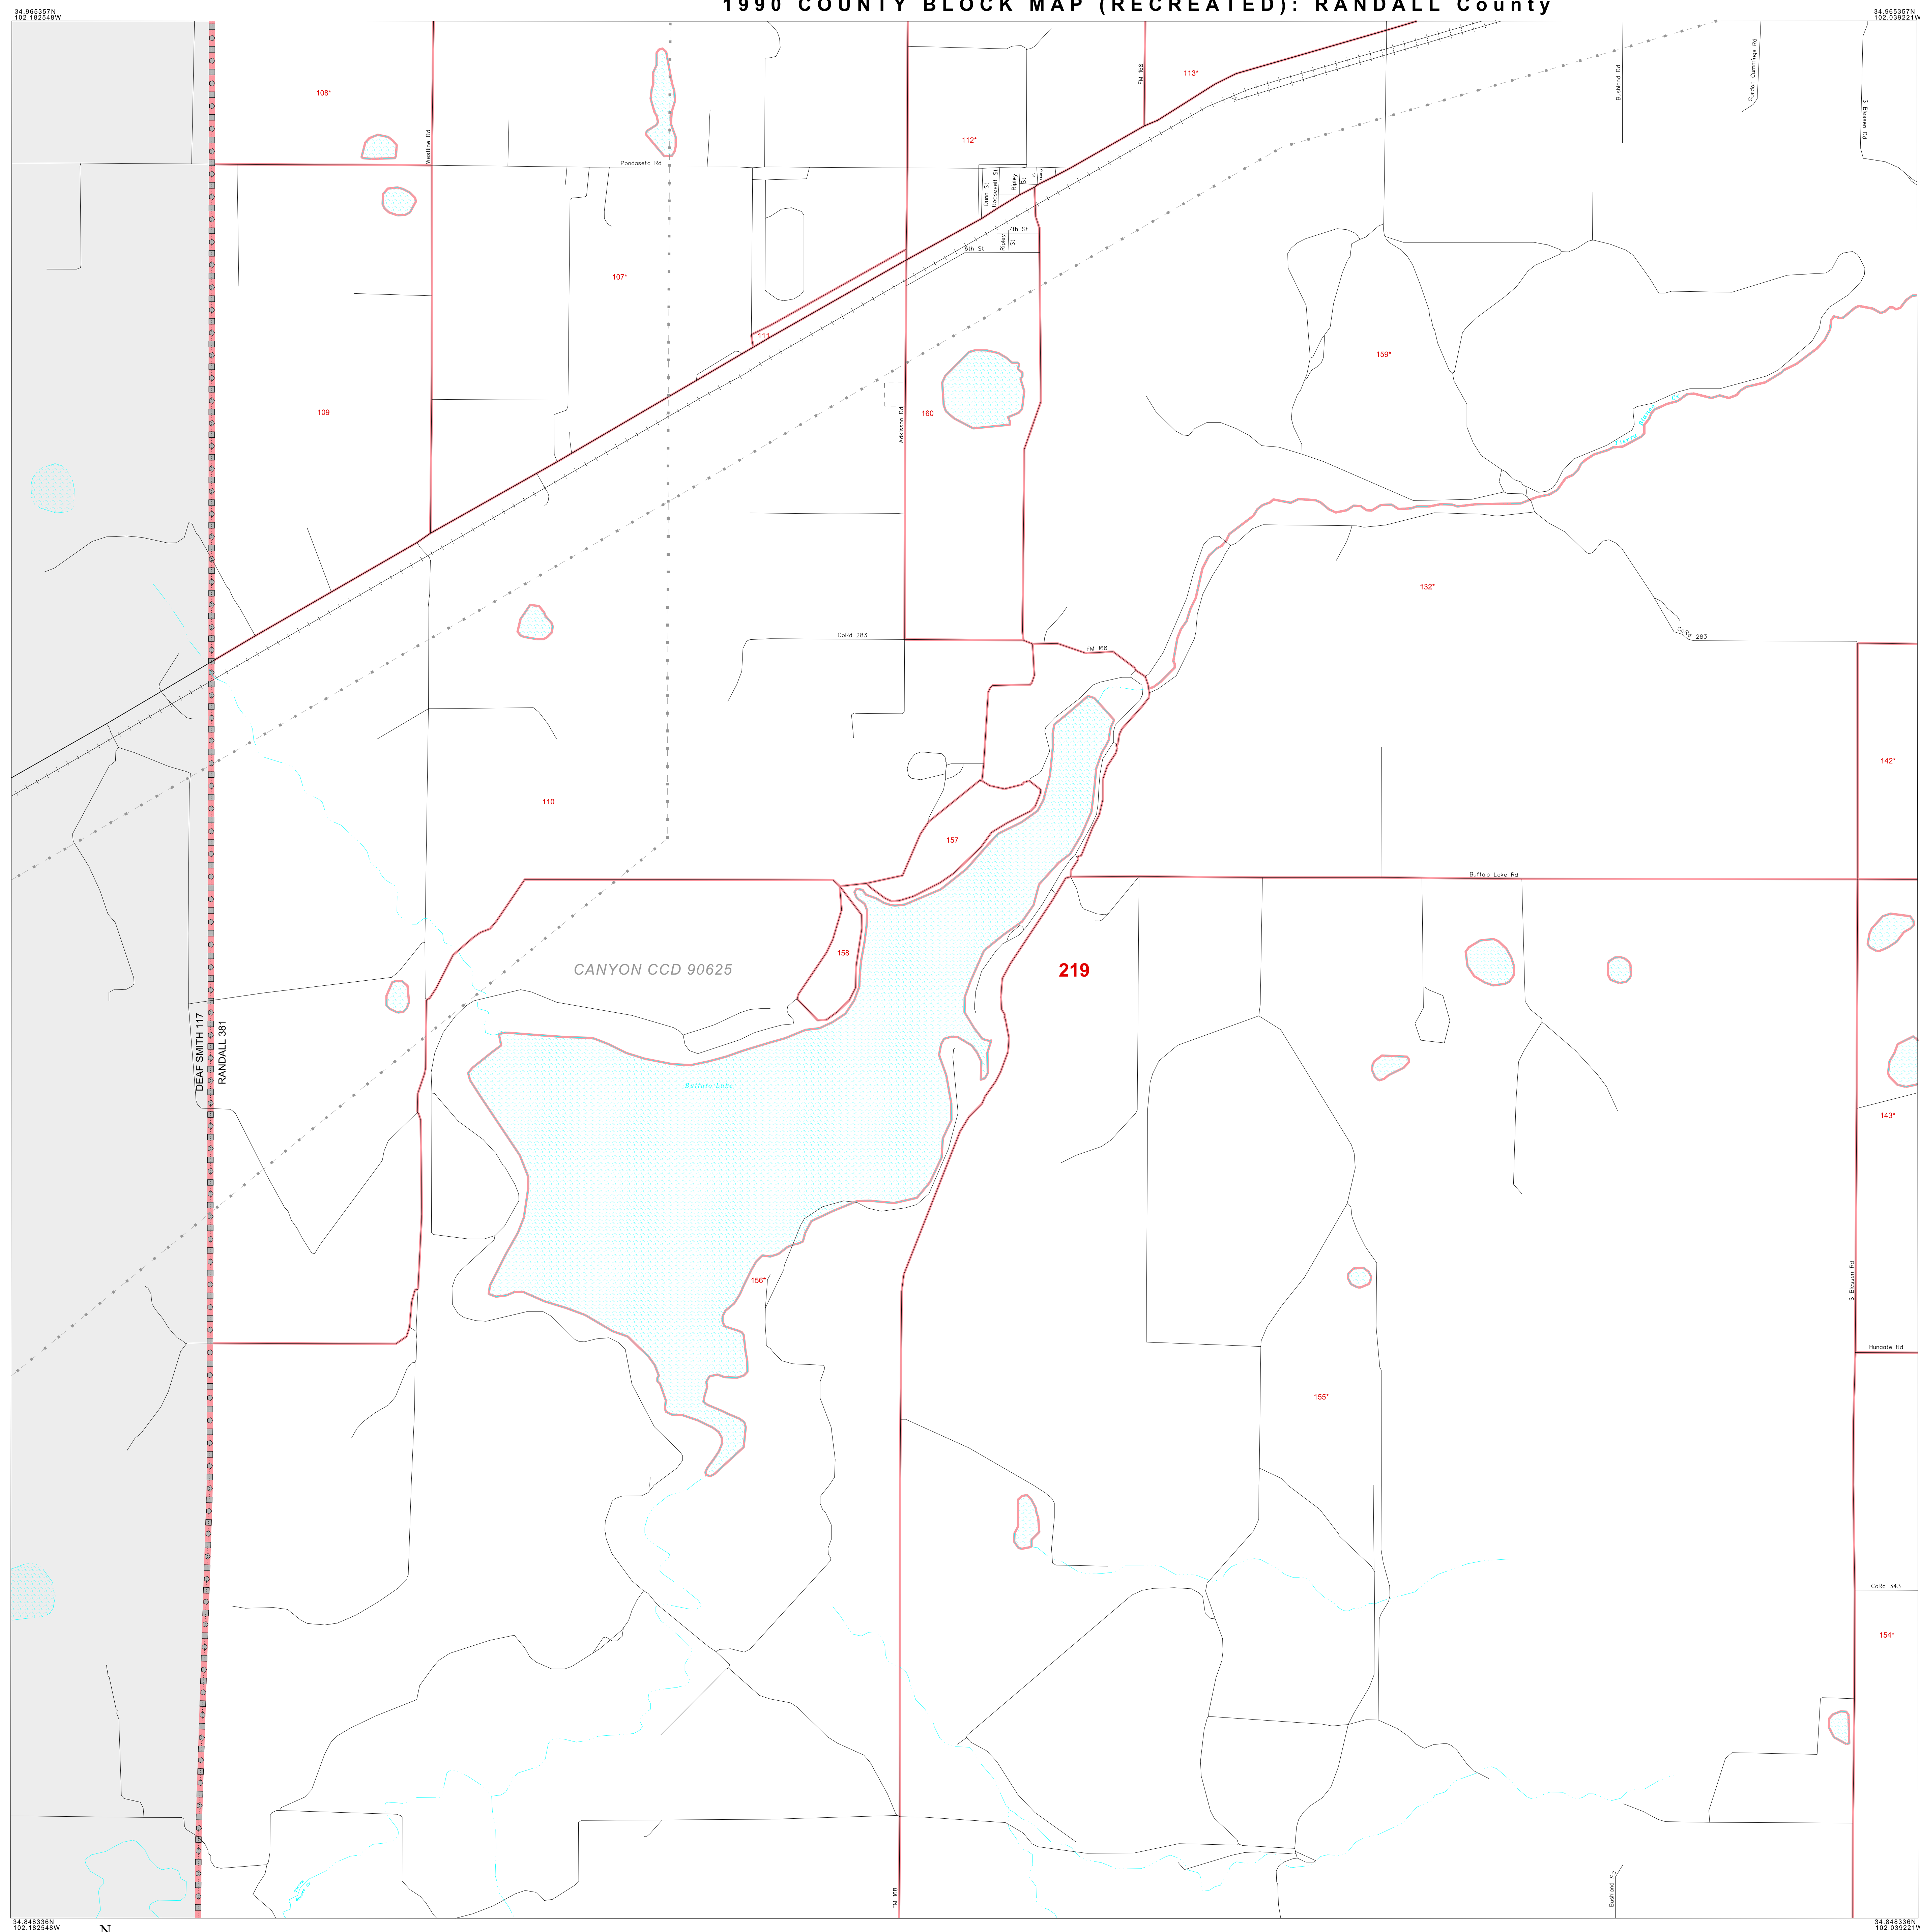 1990 COUNTY BLOCK MAP (RECREATED): RANDALL County
34.965357N
102.182548W
34.965357N
102.039221W
108*
Westline Rd
Pondaseta Rd
112*
FM 168
113*
Bushland Rd
Gordon Cummings Rd
S Blessen Rd
Dunn St
Roosevelt St
Ripley
St
7th St
6th St
Ripley
St
107*
111
109
160
Adkisson Rd
159*
Tierra Blanca Cr
132*
CoRd 283
FM 168
CoRd 283
142*
110
157
Buffalo Lake Rd
158
CANYON CCD 90625
219
DEAF SMITH 117
RANDALL 381
Buffalo Lake
143*
156*
S Blessen Rd
Hungate Rd
155*
CoRd 343
154*
FM 168
Bushland Rd
34.848336N
102.182548W
N
34.848336N
102.039221W